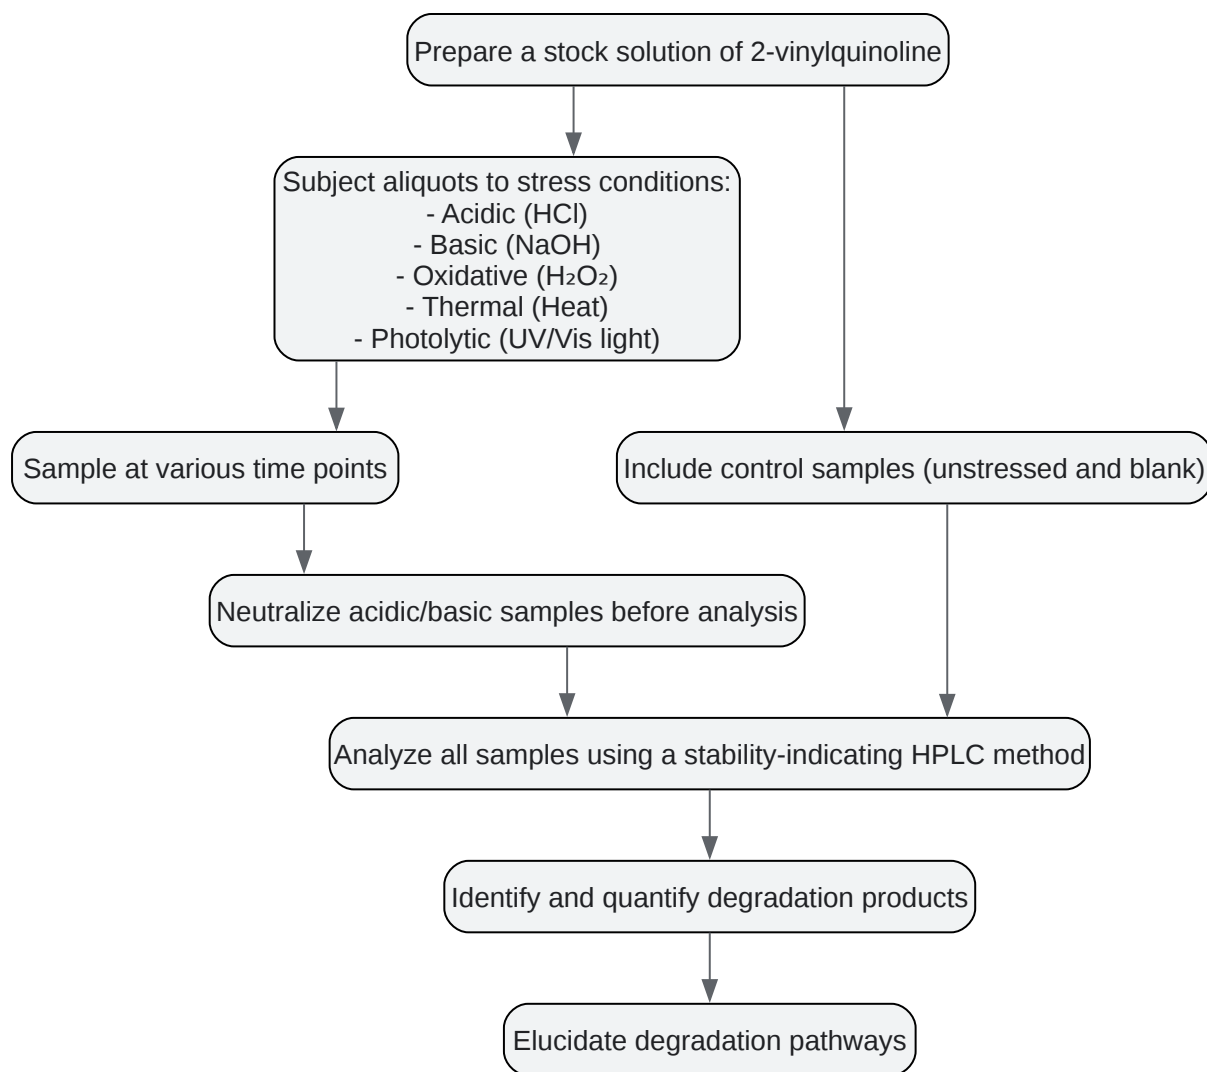 Prepare a stock solution of 2-vinylquinoline
Subject aliquots to stress conditions:
- Acidic (HCl)
- Basic (NaOH)
- Oxidative (H₂O₂)
- Thermal (Heat)
- Photolytic (UV/Vis light)
Sample at various time points
Include control samples (unstressed and blank)
Neutralize acidic/basic samples before analysis
Analyze all samples using a stability-indicating HPLC method
Identify and quantify degradation products
Elucidate degradation pathways